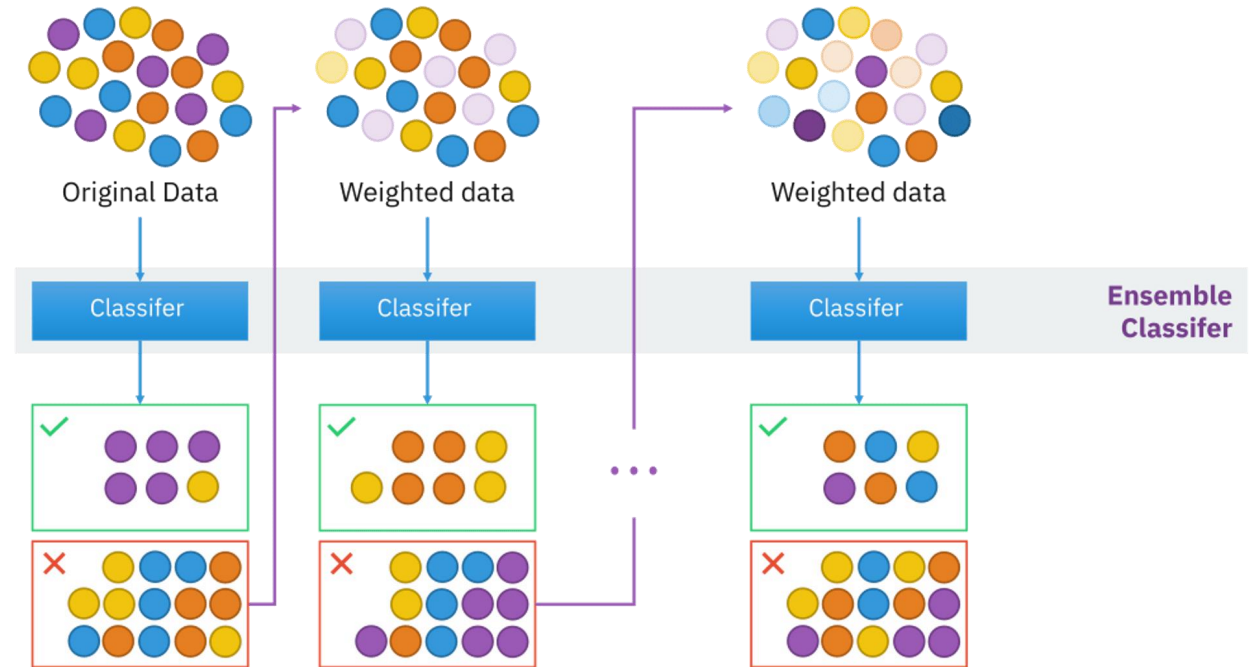 Original Data
Weighted data
Weighted data
Classifer
Classifer
Classifer
Ensemble
Classifer